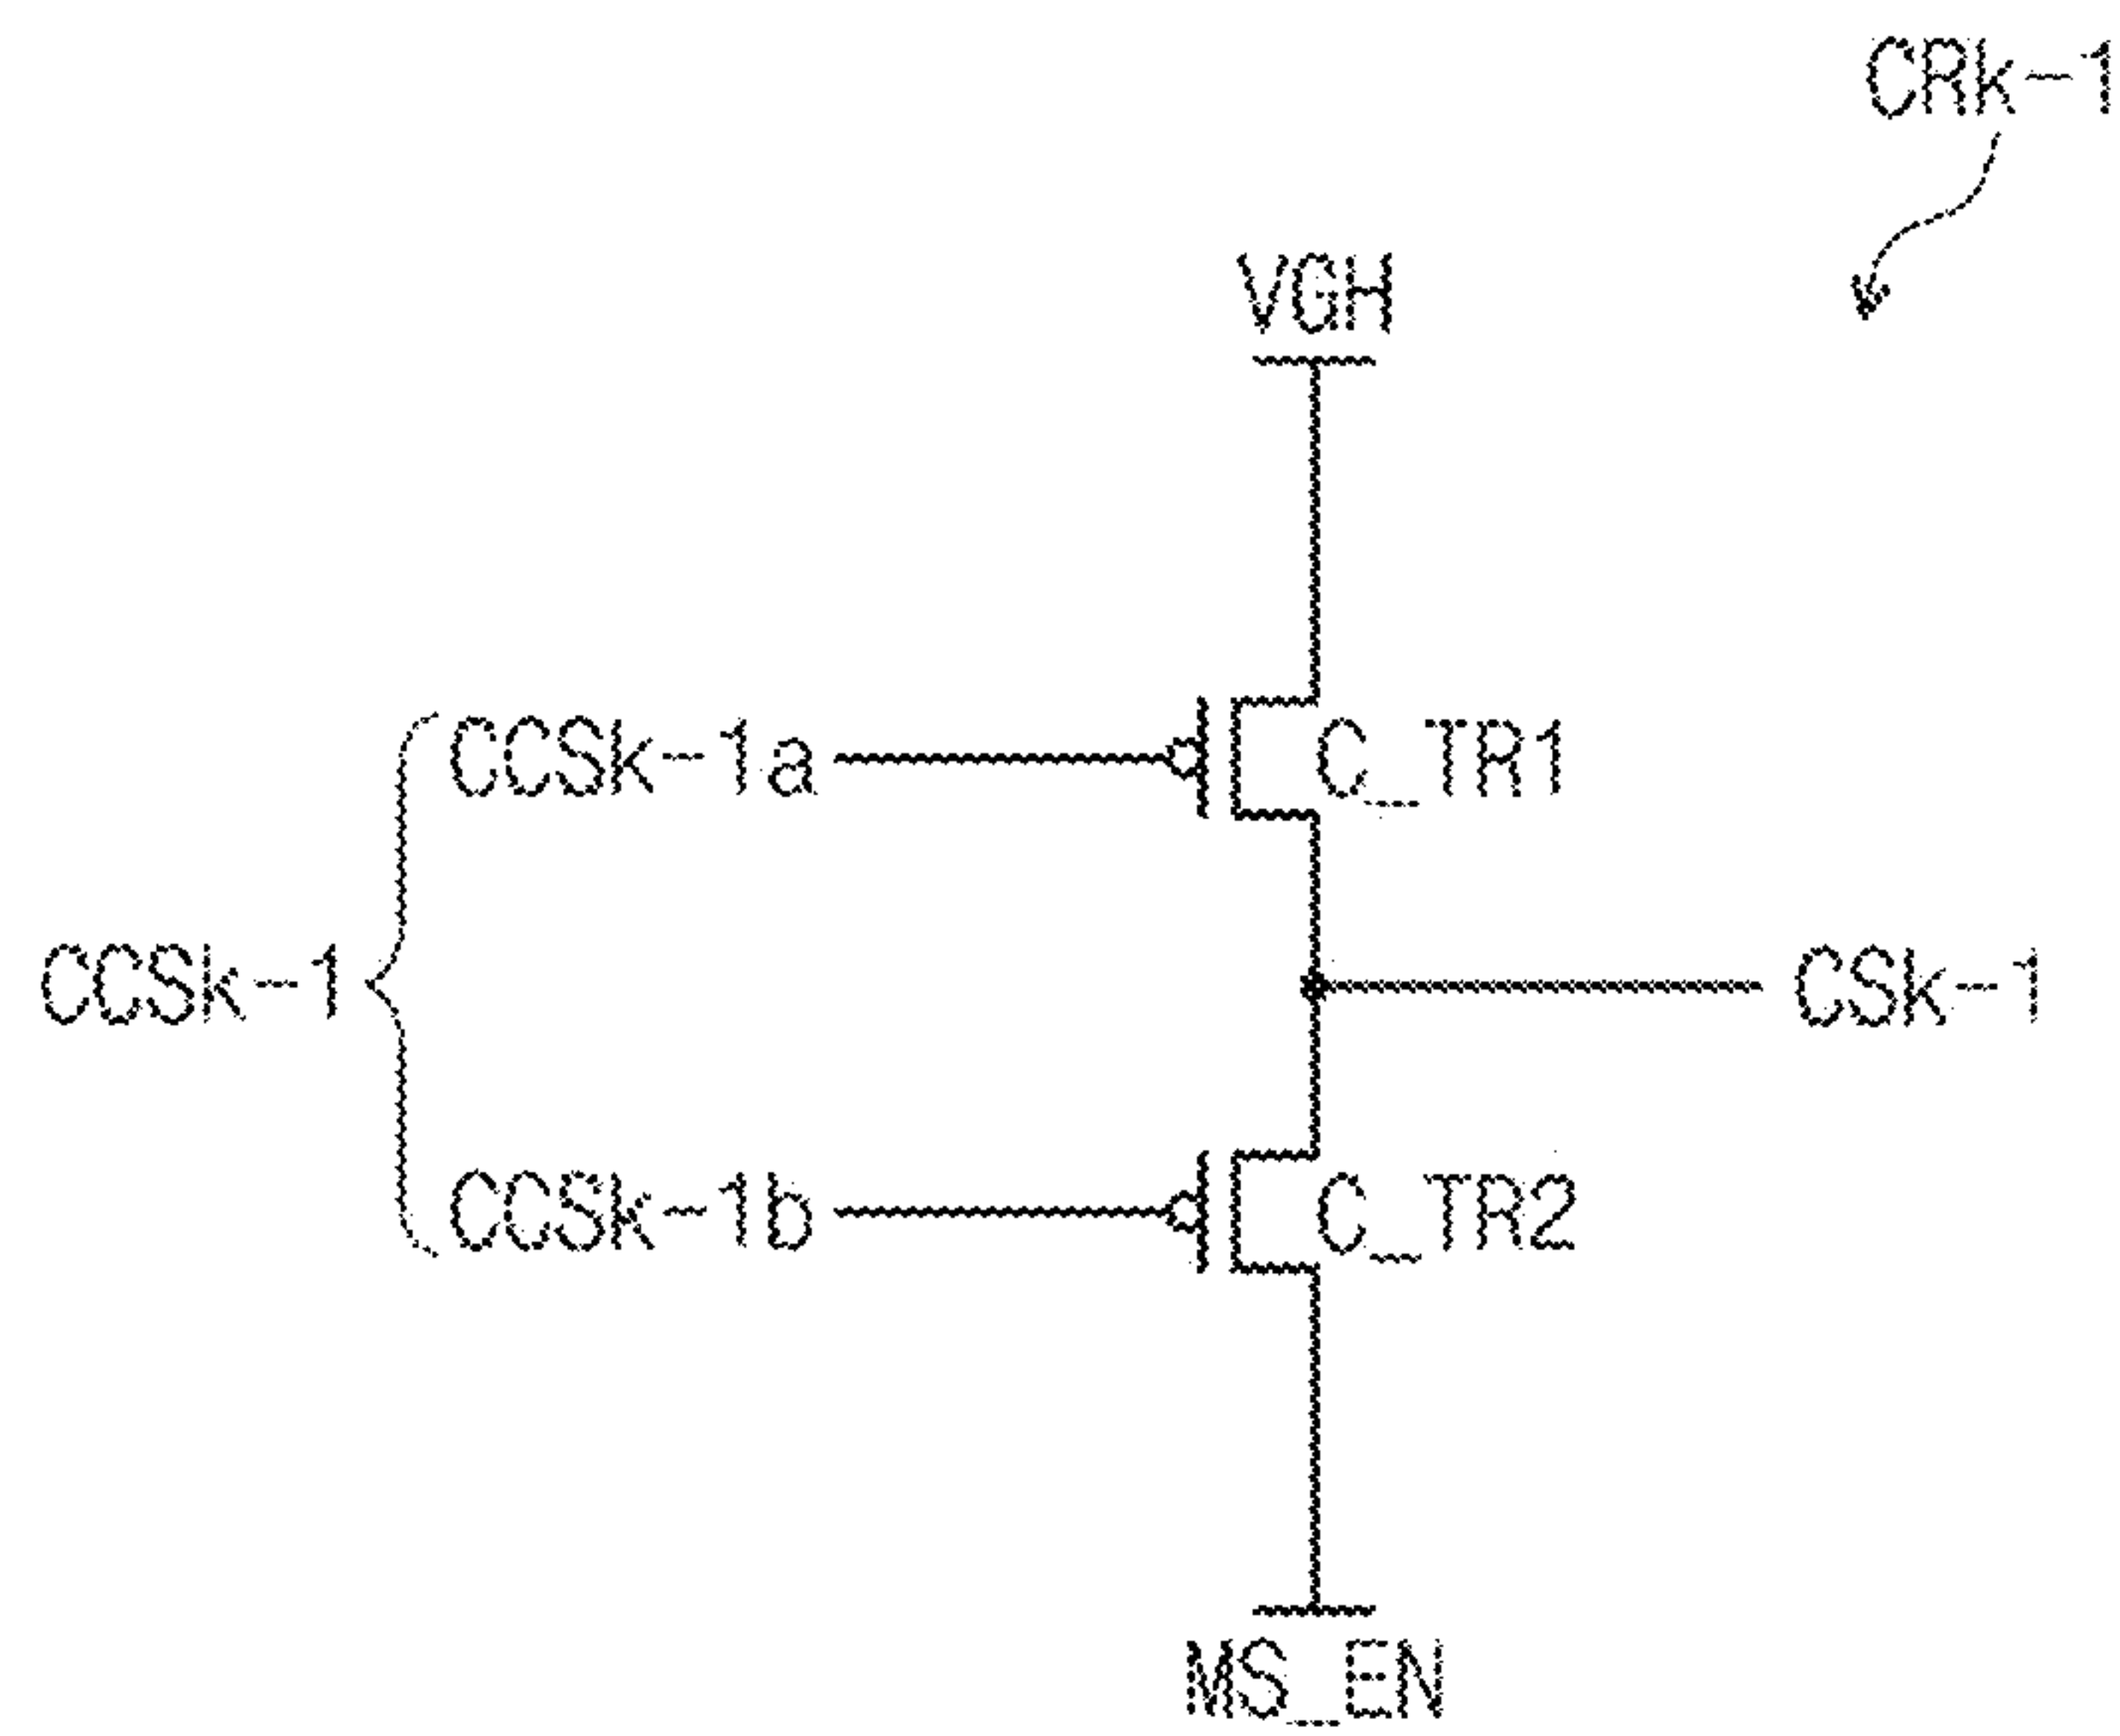 CRk-1
VGH
CCSk-1a
C_TR1
CCSk-1
CSk-1
CCSk-1b
C_TR2
MS_EN